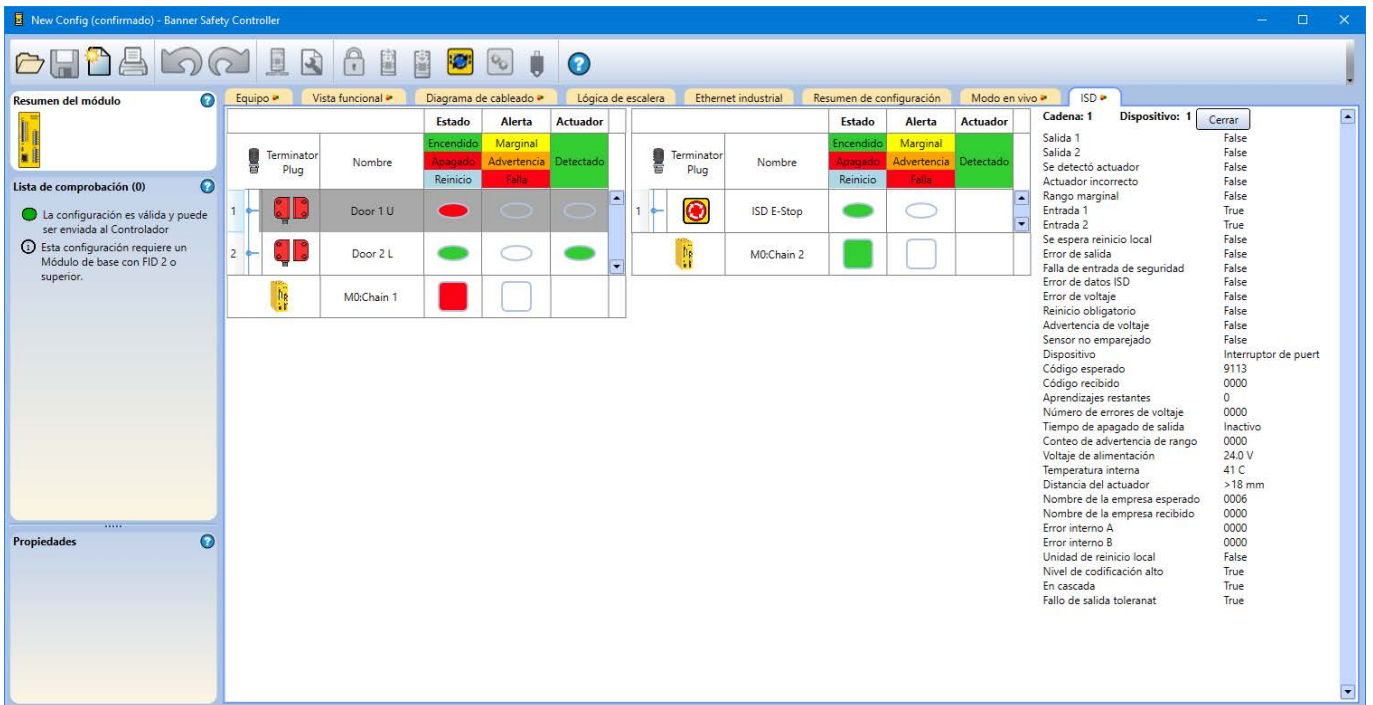 New Config (confirmado) - Banner Safety Controller
Resumen del módulo
Lista de comprobación (0)
La configuración es válida y puede
ser enviada al Controlador
Esta configuración requiere un
Módulo de base con FID 2 o
superior.
Propiedades
Equipo
Vista funcional
Diagrama de cableado
Lógica de escalera
Ethernet industrial
Resumen de configuración
Modo en vivo
ISD
Estado Alerta Actuador
Terminator
Plug
Nombre
Encendido Marginal
Apagado Advertencia Detectado
Reinicio Falla
1 Door 1 U
2 Door 2 L
M0:Chain 1
Estado Alerta Actuador
Terminator
Plug
Nombre
Encendido Marginal
Apagado Advertencia Detectado
Reinicio Falla
1 ISD E-Stop
M0:Chain 2
Cadena: 1 Dispositivo: 1 Cerrar
Salida 1 False
Salida 2 False
Se detectó actuador False
Actuador incorrecto False
Rango marginal False
Entrada 1 True
Entrada 2 True
Se espera reinicio local False
Error de salida False
Falla de entrada de seguridad False
Error de datos ISD False
Error de voltaje False
Reinicio obligatorio False
Advertencia de voltaje False
Sensor no emparejado False
Dispositivo Interruptor de puert
Código esperado 9113
Código recibido 0000
Aprendizajes restantes 0
Número de errores de voltaje 0000
Tiempo de apagado de salida Inactivo
Conteo de advertencia de rango 0000
Voltaje de alimentación 24.0 V
Temperatura interna 41 C
Distancia del actuador >18 mm
Nombre de la empresa esperado 0006
Nombre de la empresa recibido 0000
Error interno A 0000
Error interno B 0000
Unidad de reinicio local False
Nivel de codificación alto True
En cascada True
Fallo de salida toleranat True